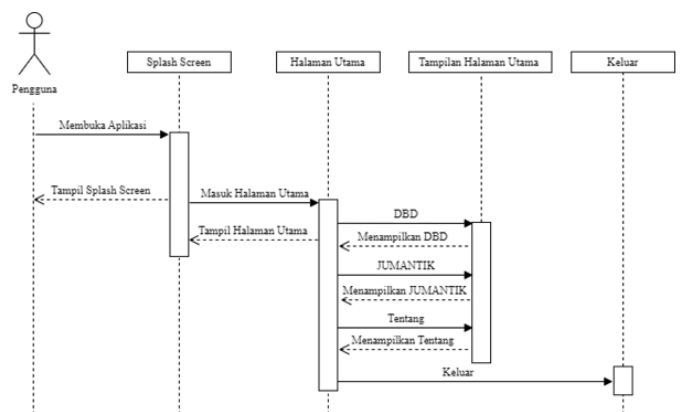 Splash Screen
Halaman Utama
Tampilan Halaman Utama
Keluar
Pengguna
Membuka Aplikasi
Tampil Splash Screen
Masuk Halaman Utama
DBD
Tampil Halaman Utama
Menampilkan DBD
JUMANTIK
Menampilkan JUMANTIK
Tentang
Menampilkan Tentang
Keluar